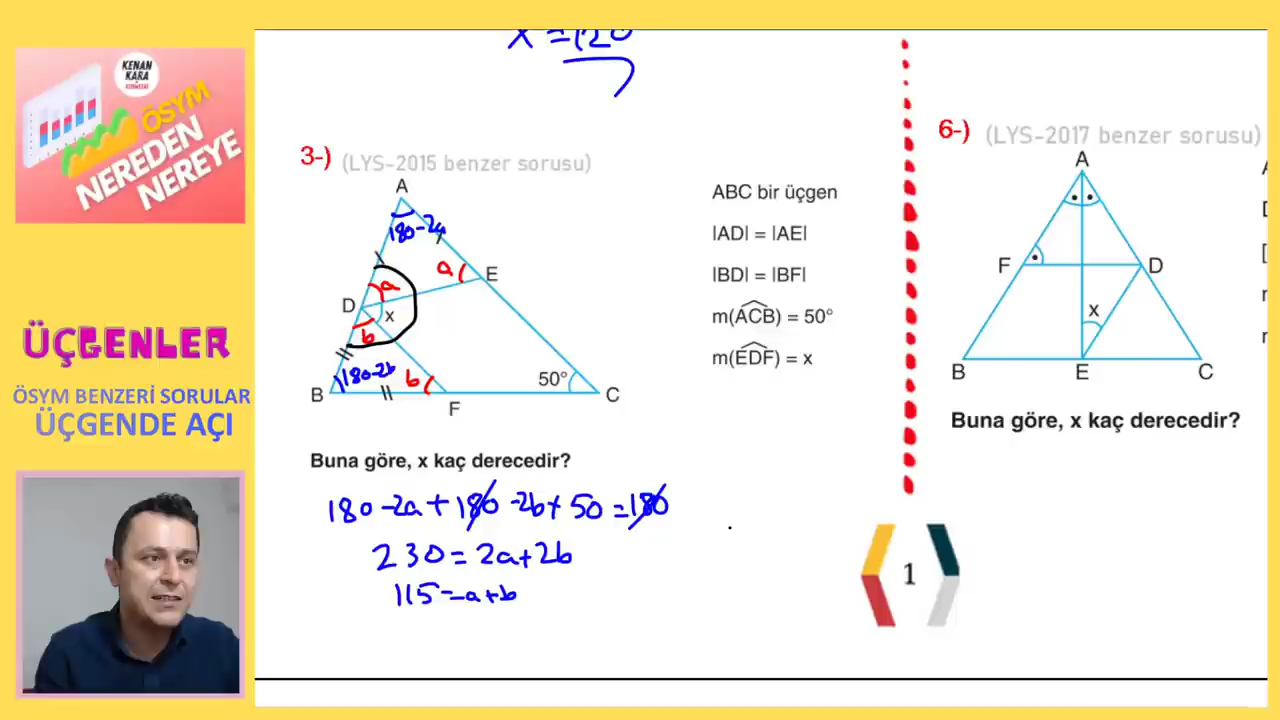 KENAN
KARA
ÖSYM
NEREDEN
NEREYE
ÜÇGENLER
ÖSYM BENZERİ SORULAR
ÜÇGENDE AÇI
x = 120
3-) (LYS-2015 benzer sorusu)
A
180-2a
a
E
D
a
x
b
B
180-2b
b
F
50°
C
ABC bir üçgen
|AD| = |AE|
|BD| = |BF|
m(ACB) = 50°
m(EDF) = x
Buna göre, x kaç derecedir?
180-2a+180-2b+50=180
230=2a+2b
115=a+b
6-) (LYS-2017 benzer sorusu)
A
F
D
x
B
E
C
Buna göre, x kaç derecedir?
1